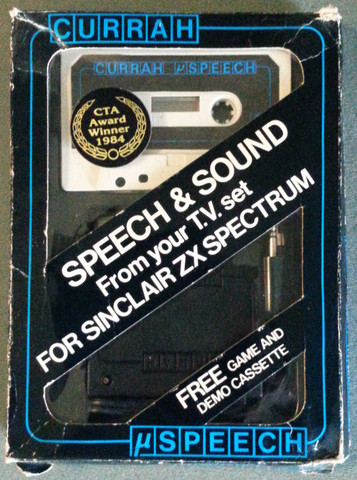 CURRAH
CURRAH µSPEECH
CTA
Award
Winner
1984
SPEECH & SOUND
From your T.V. set
FOR SINCLAIR ZX SPECTRUM
FREE GAME AND
DEMO CASSETTE
µSPEECH